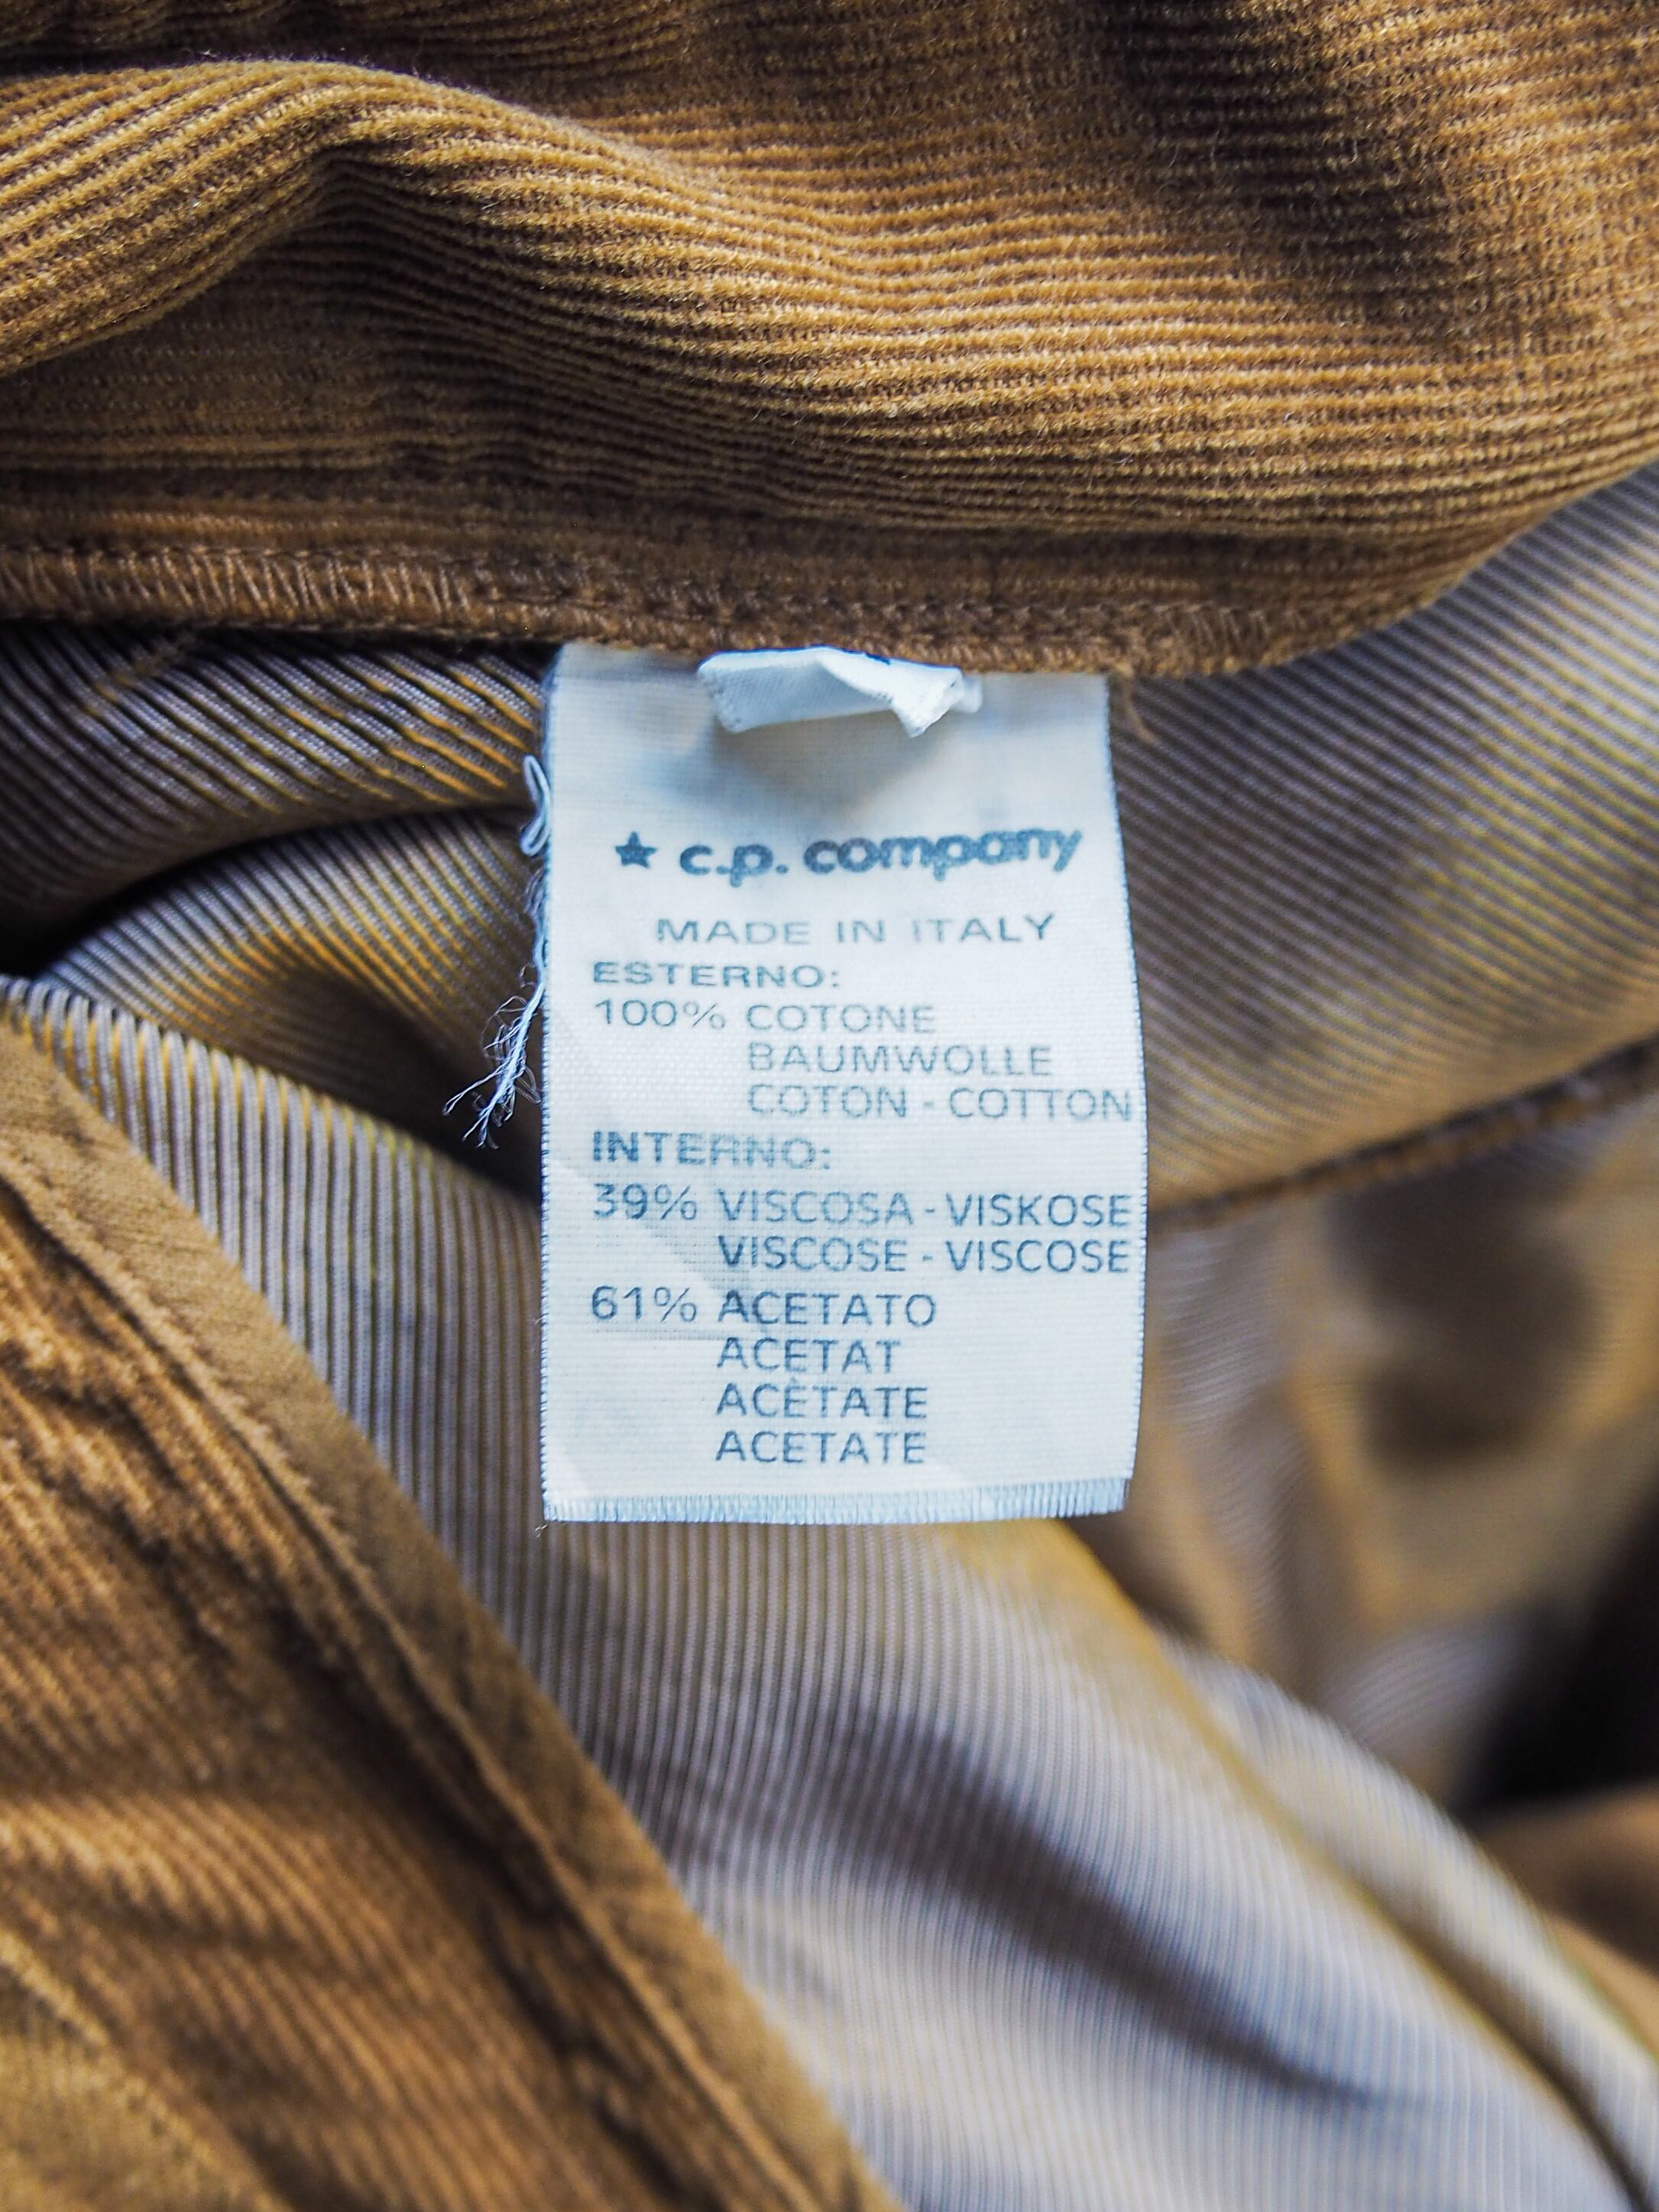 ★ c.p. company
MADE IN ITALY
ESTERNO:
100% COTONE
BAUMWOLLE
COTON - COTTON
INTERNO:
39% VISCOSA - VISKOSE
VISCOSE - VISCOSE
61% ACETATO
ACETAT
ACÈTATE
ACETATE